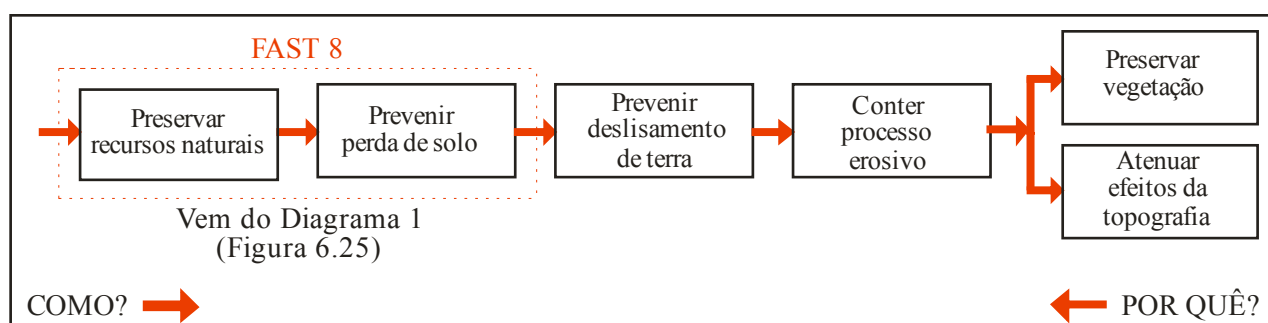 FAST 8
Preservar
recursos naturais
Prevenir
perda de solo
Prevenir
deslisamento
de terra
Conter
processo
erosivo
Preservar
vegetação
Atenuar
efeitos da
topografia
Vem do Diagrama 1
(Figura 6.25)
COMO?
POR QUÊ?